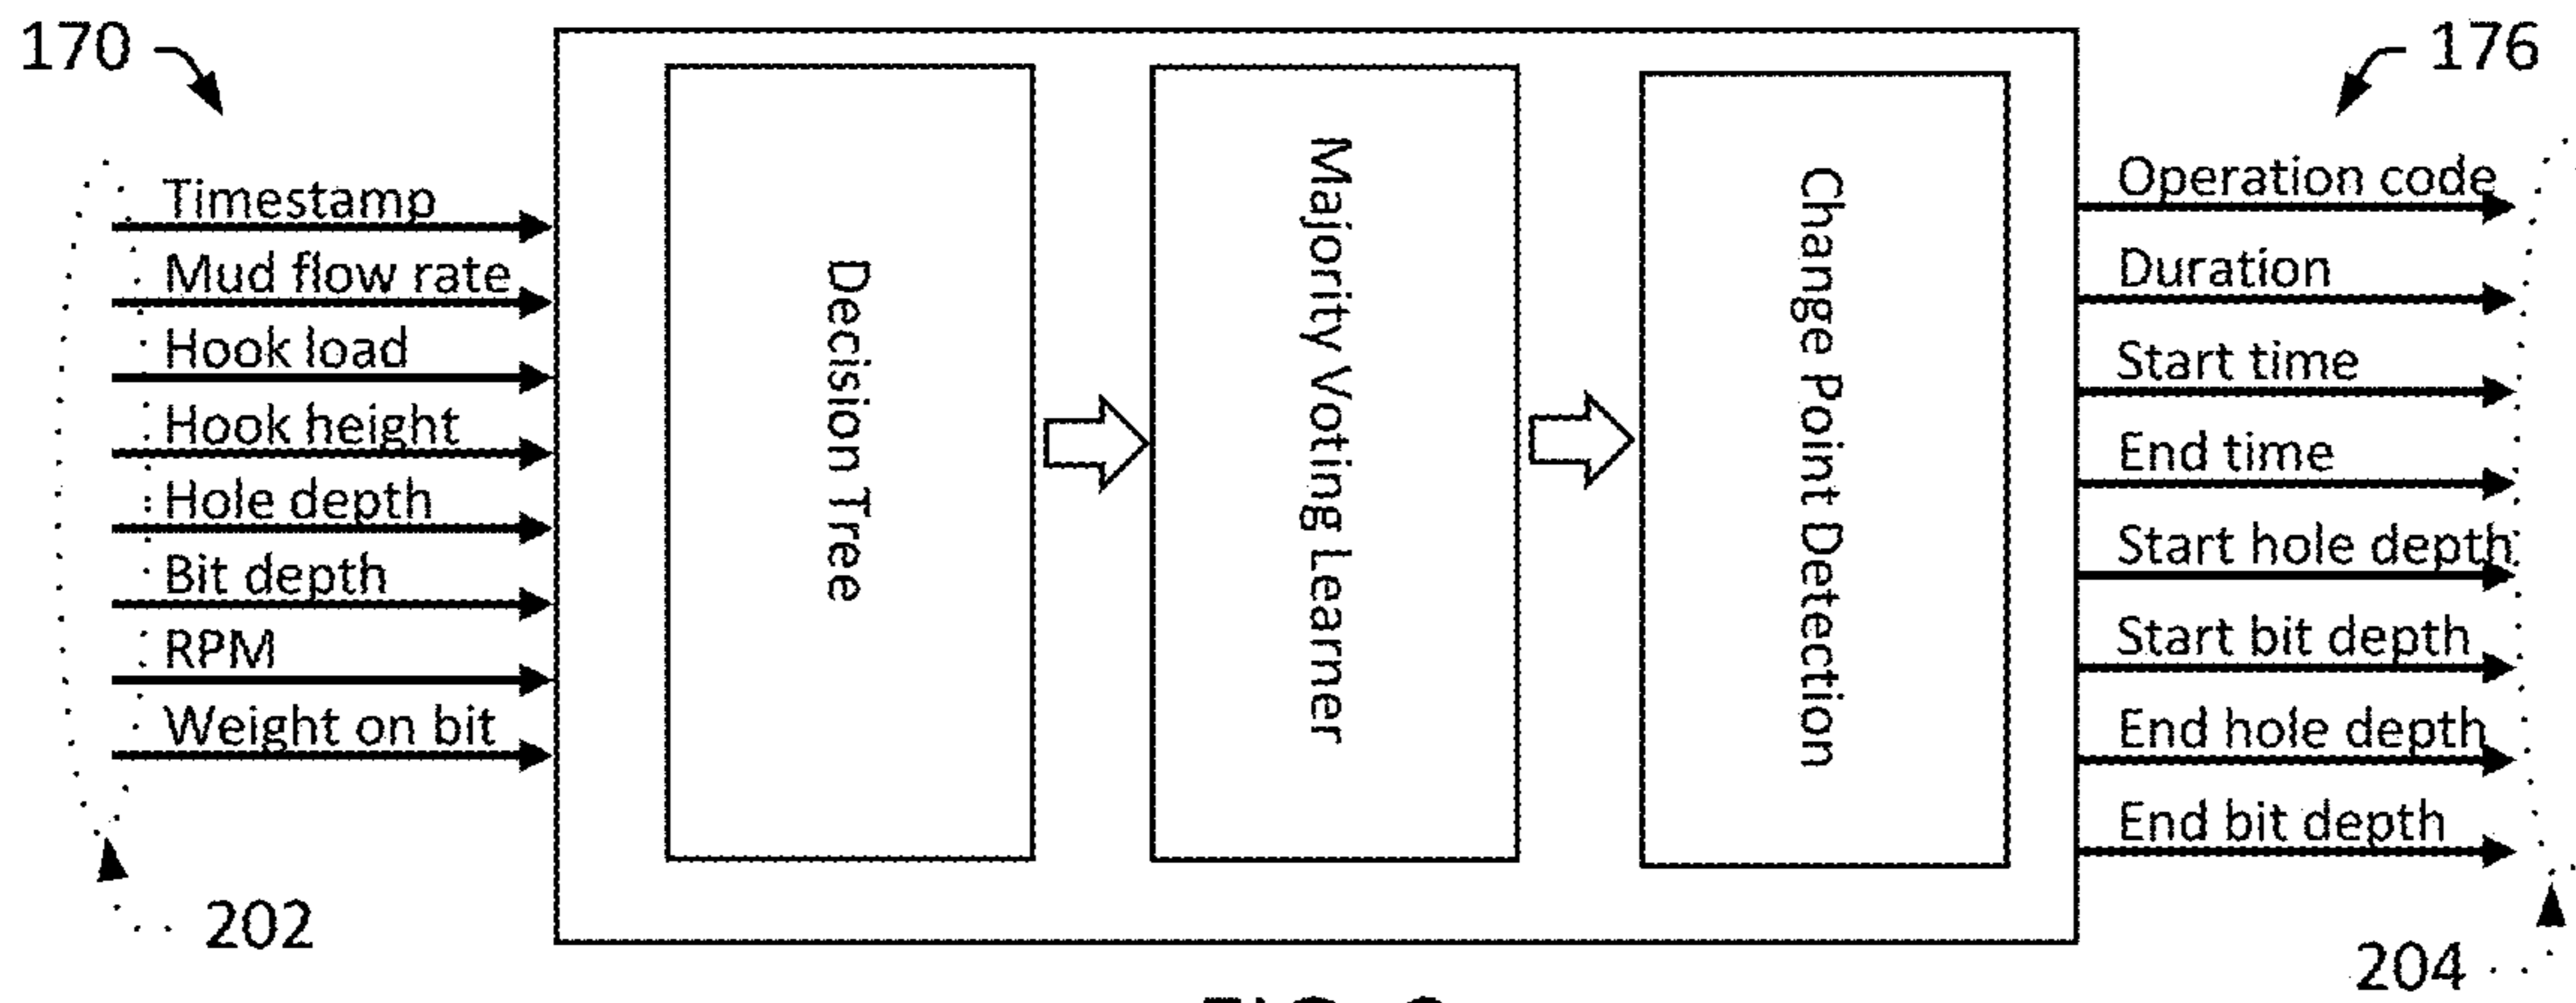 170
176
Timestamp
Mud flow rate
Hook load
Hook height
Hole depth
Bit depth
RPM
Weight on bit
202
Decision Tree
Majority Voting Learner
Change Point Detection
Operation code
Duration
Start time
End time
Start hole depth
Start bit depth
End hole depth
End bit depth
204